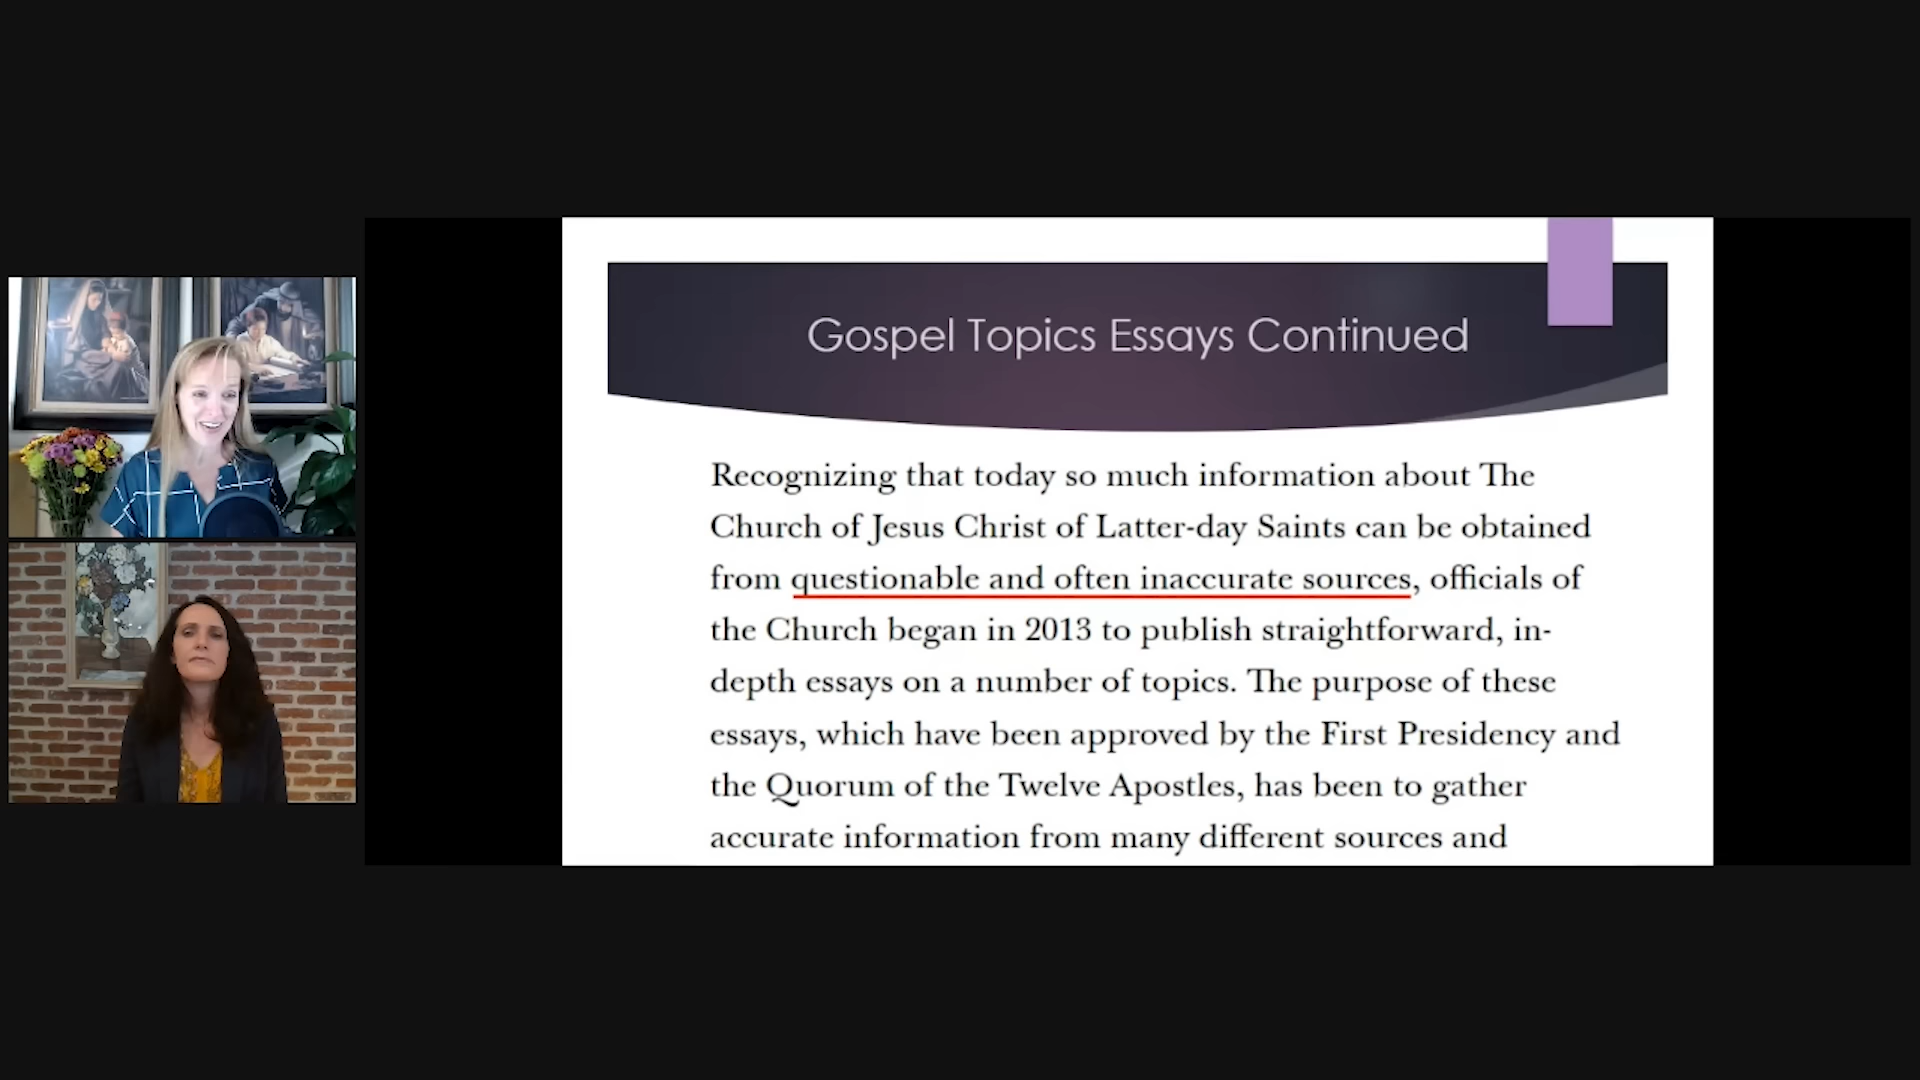 Gospel Topics Essays Continued
Recognizing that today so much information about The
Church of Jesus Christ of Latter-day Saints can be obtained
from questionable and often inaccurate sources, officials of
the Church began in 2013 to publish straightforward, in-
depth essays on a number of topics. The purpose of these
essays, which have been approved by the First Presidency and
the Quorum of the Twelve Apostles, has been to gather
accurate information from many different sources and